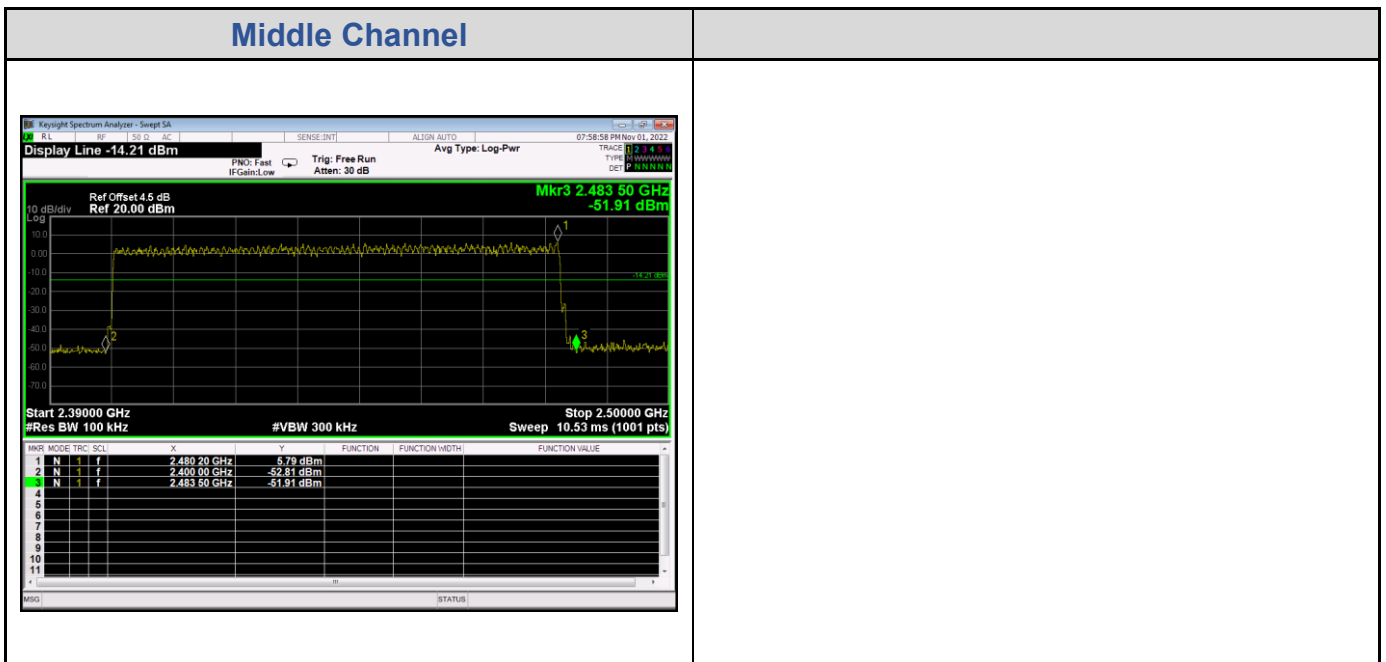 Middle Channel
Keysight Spectrum Analyzer - Swept SA
RL RF 50 Ω AC SENSE:INT ALIGN AUTO 07:58:58 PM Nov 01, 2022
Display Line -14.21 dBm
Avg Type: Log-Pwr
TRACE 1 2 3 4 5 6
PNO: Fast Trig: Free Run
TYPE M WWWWW
IFGain:Low Atten: 30 dB
DET P N N N N N
Mkr3 2.483 50 GHz
Ref Offset 4.5 dB
10 dB/div Ref 20.00 dBm -51.91 dBm
Log
1
10.0
0.00
-10.0
-14.21 dBm
-20.0
-30.0
-40.0
2 3
-50.0
-60.0
-70.0
Start 2.39000 GHz Stop 2.50000 GHz
#Res BW 100 kHz #VBW 300 kHz Sweep 10.53 ms (1001 pts)
MKR MODE TRC SCL X Y FUNCTION FUNCTION WIDTH FUNCTION VALUE
1 N 1 f 2.480 20 GHz 5.79 dBm
2 N 1 f 2.400 00 GHz -52.81 dBm
3 N 1 f 2.483 50 GHz -51.91 dBm
4
5
6
7
8
9
10
11
MSG STATUS